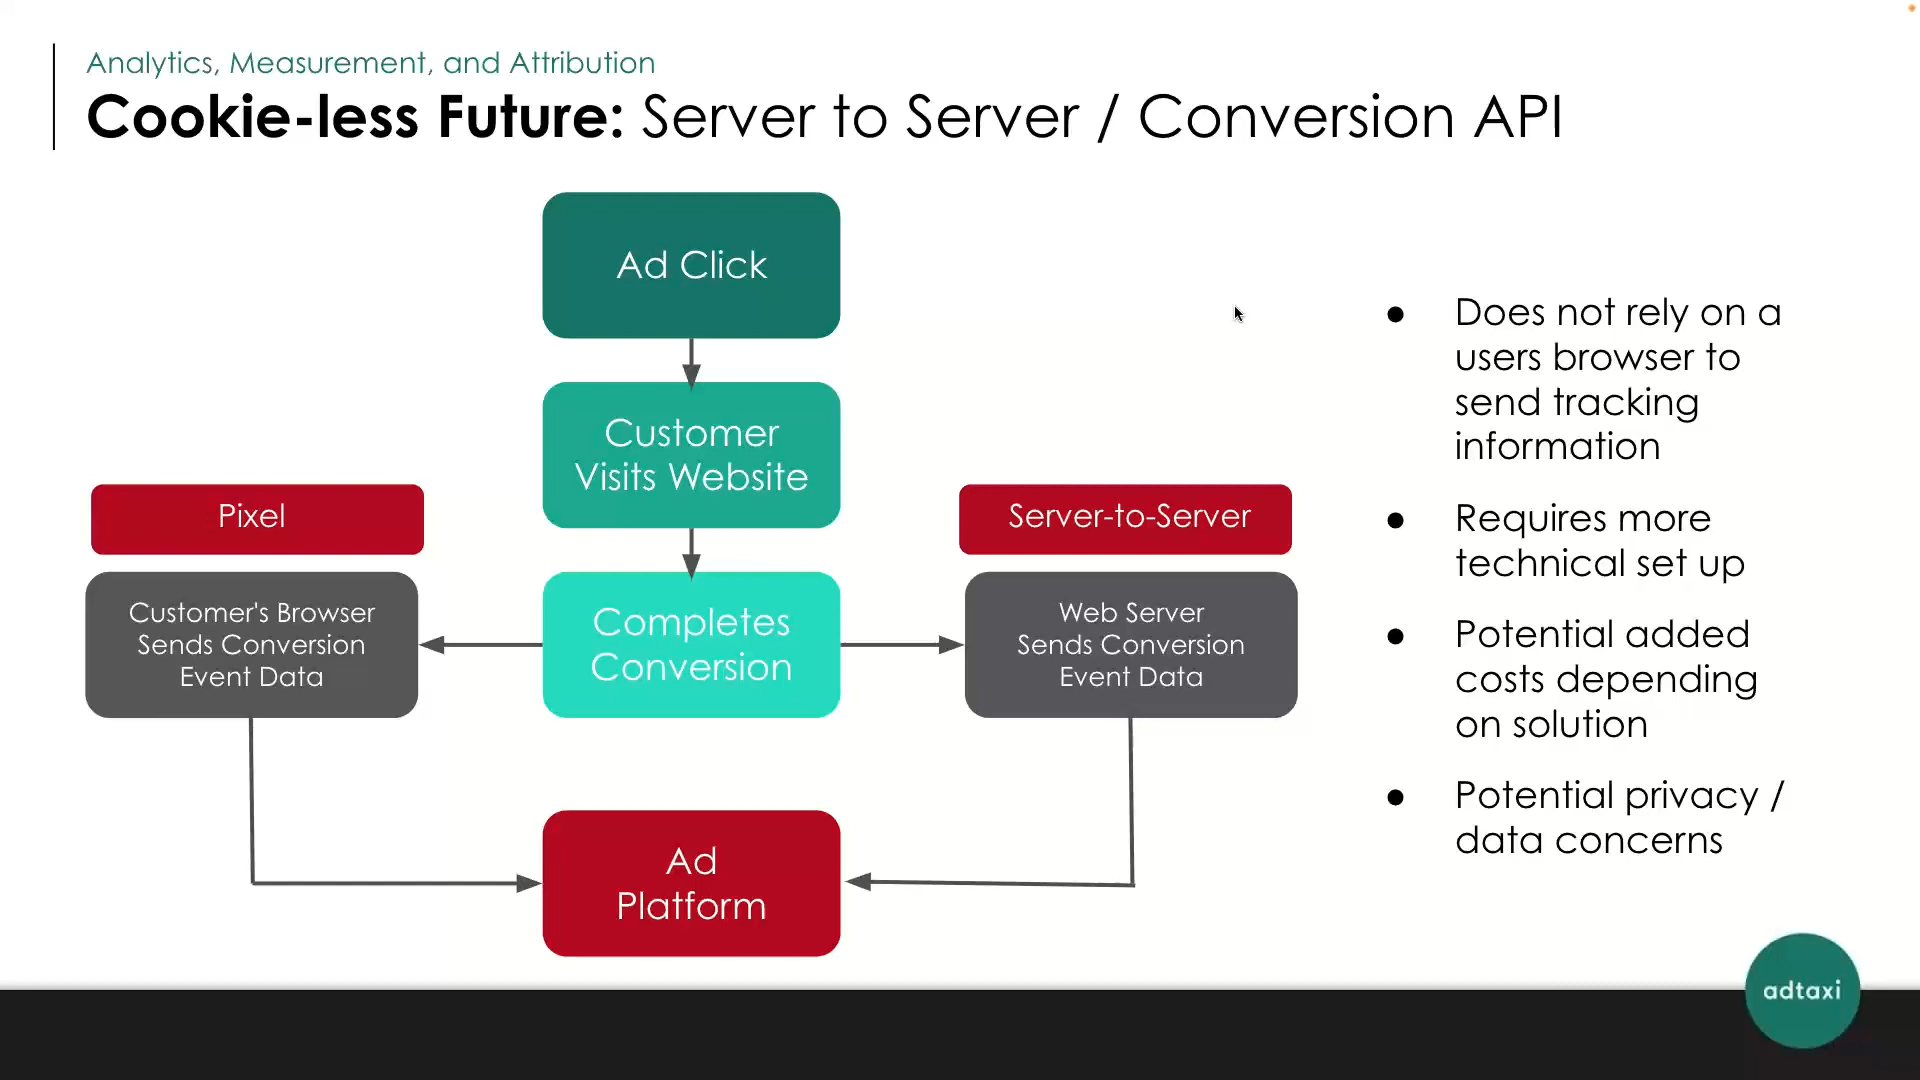 Analytics, Measurement, and Attribution
Cookie-less Future: Server to Server / Conversion API
Ad Click
Customer
Visits Website
Pixel
Server-to-Server
Customer's Browser
Sends Conversion
Event Data
Completes
Conversion
Web Server
Sends Conversion
Event Data
Ad
Platform
● Does not rely on a
users browser to
send tracking
information
● Requires more
technical set up
● Potential added
costs depending
on solution
● Potential privacy /
data concerns
adtaxi